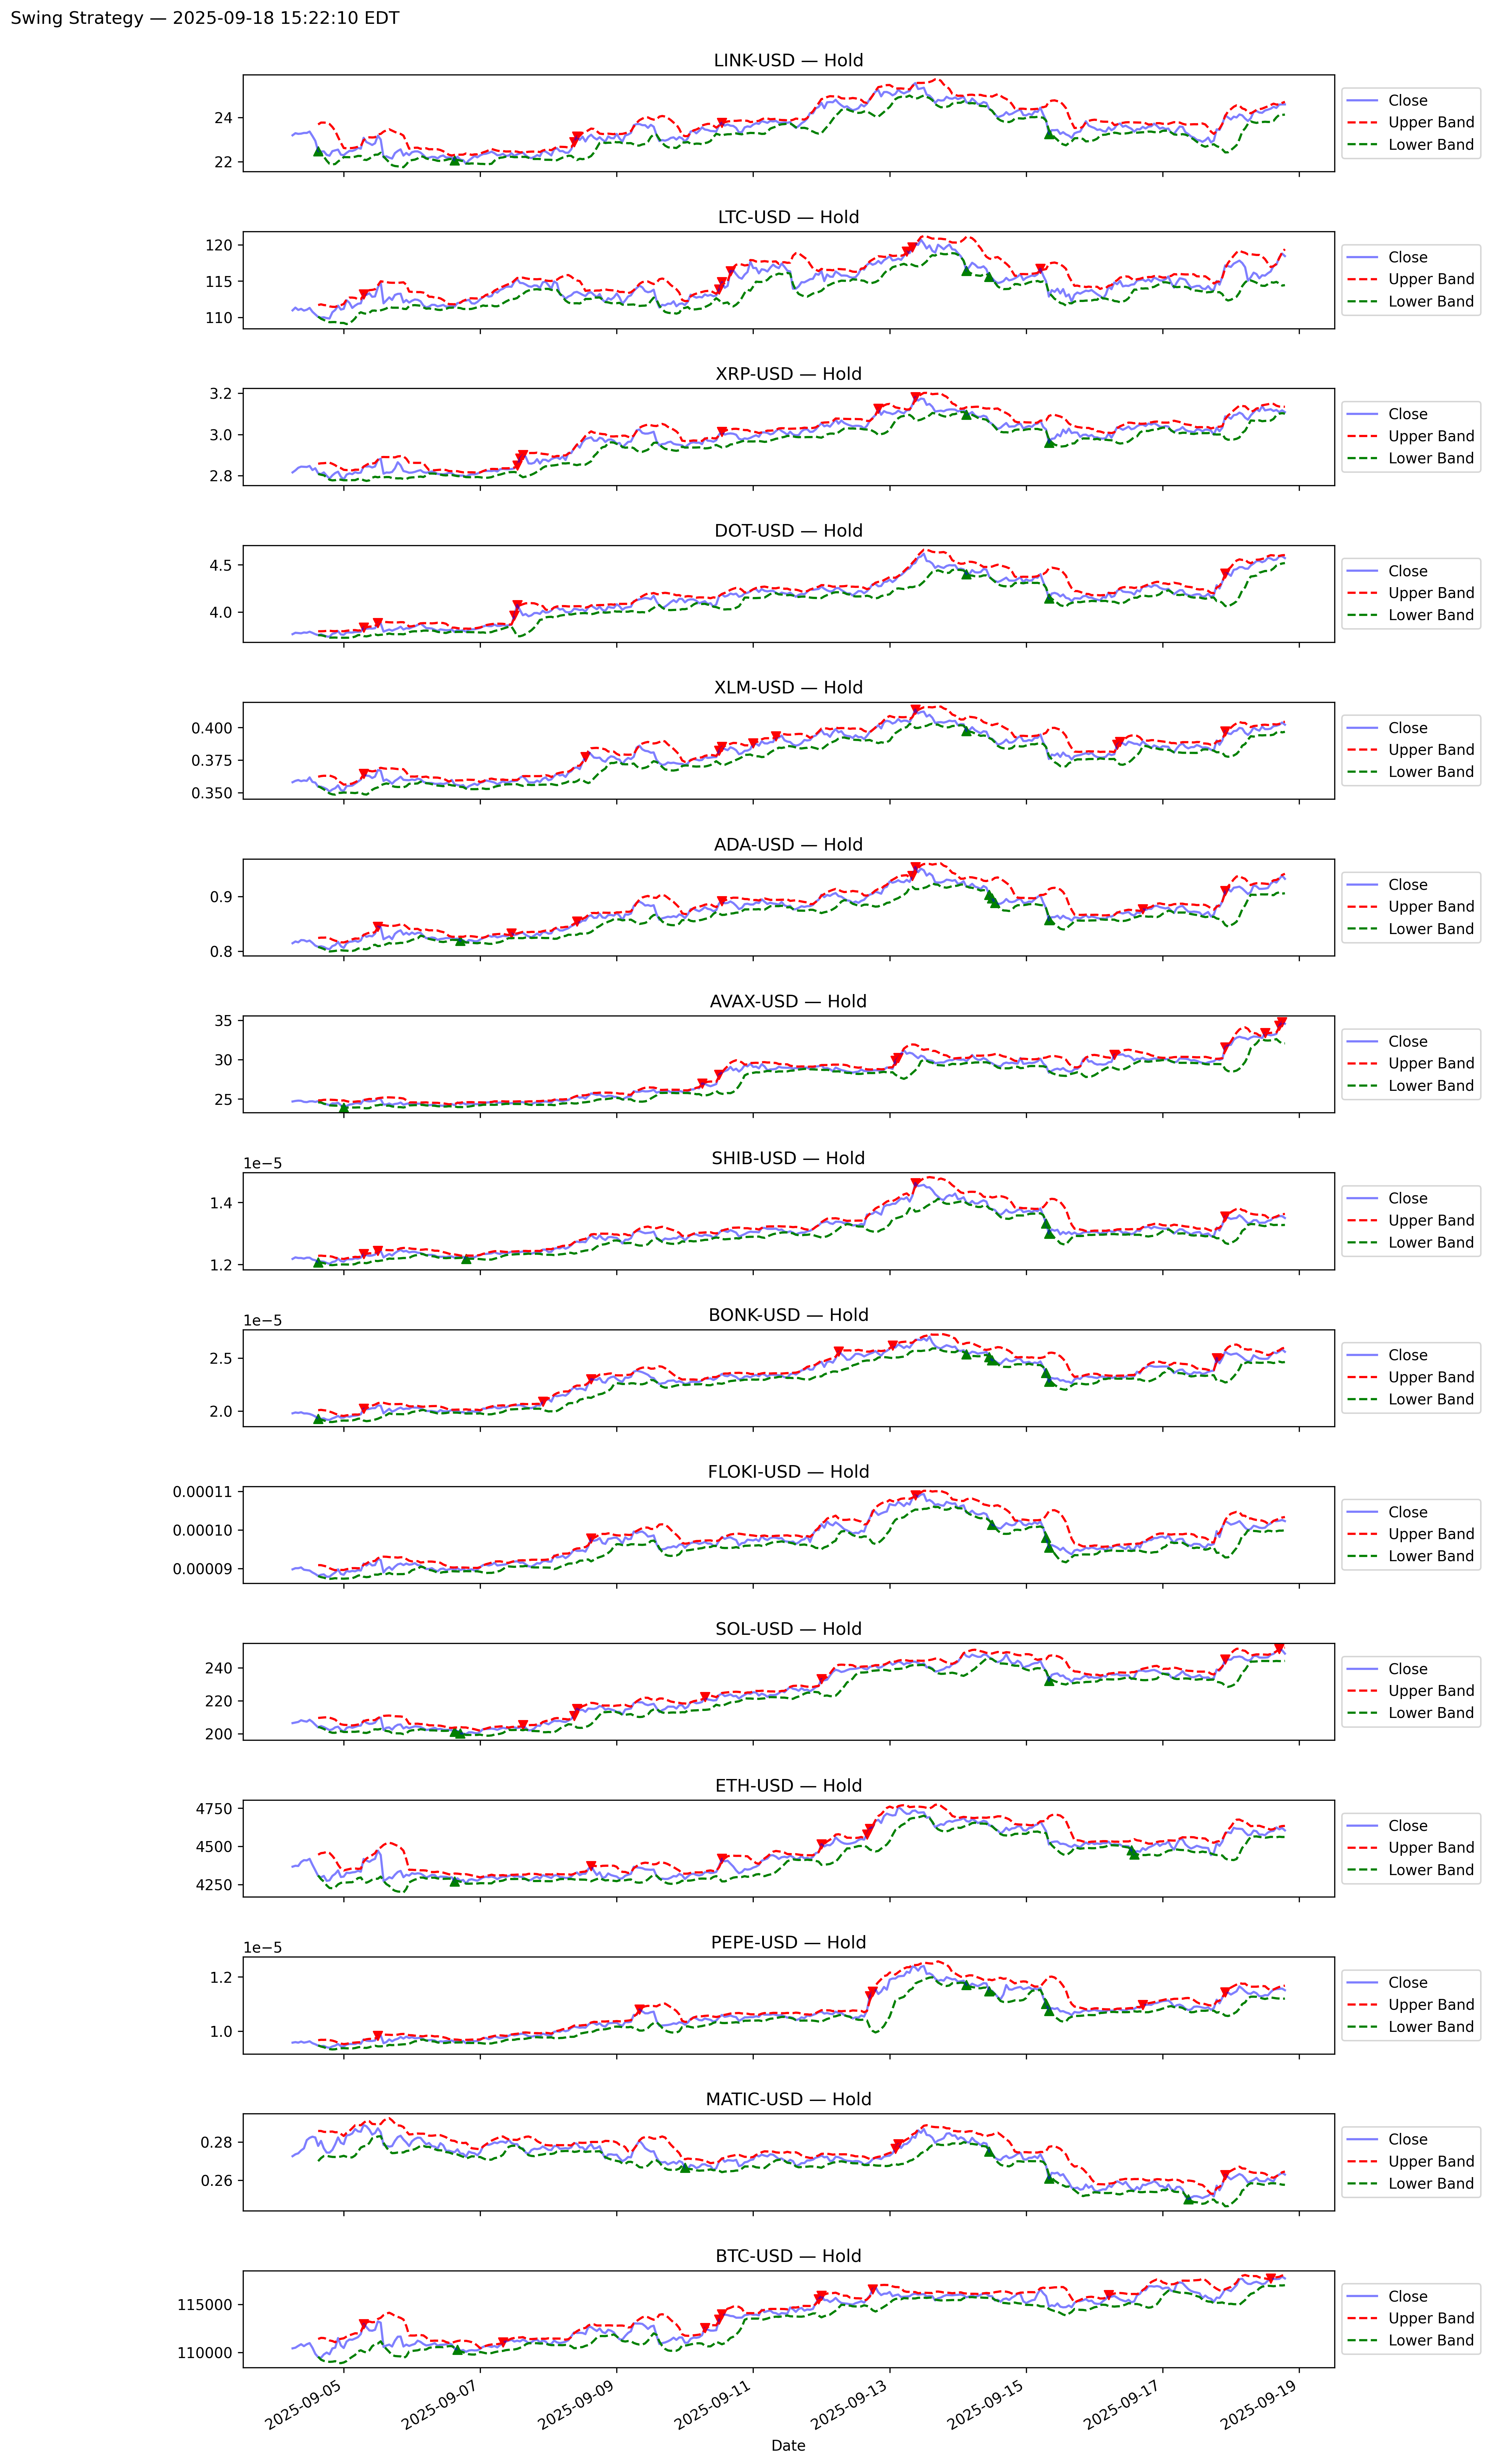 Swing Strategy — 2025-09-18 15:22:10 EDT
LINK-USD — Hold
24
22
Close
Upper Band
Lower Band
LTC-USD — Hold
120
115
110
Close
Upper Band
Lower Band
XRP-USD — Hold
3.2
3.0
2.8
Close
Upper Band
Lower Band
DOT-USD — Hold
4.5
4.0
Close
Upper Band
Lower Band
XLM-USD — Hold
0.400
0.375
0.350
Close
Upper Band
Lower Band
ADA-USD — Hold
0.9
0.8
Close
Upper Band
Lower Band
AVAX-USD — Hold
35
30
25
Close
Upper Band
Lower Band
SHIB-USD — Hold
1e−5
1.4
1.2
Close
Upper Band
Lower Band
BONK-USD — Hold
1e−5
2.5
2.0
Close
Upper Band
Lower Band
FLOKI-USD — Hold
0.00011
0.00010
0.00009
Close
Upper Band
Lower Band
SOL-USD — Hold
240
220
200
Close
Upper Band
Lower Band
ETH-USD — Hold
4750
4500
4250
Close
Upper Band
Lower Band
PEPE-USD — Hold
1e−5
1.2
1.0
Close
Upper Band
Lower Band
MATIC-USD — Hold
0.28
0.26
Close
Upper Band
Lower Band
BTC-USD — Hold
115000
110000
Close
Upper Band
Lower Band
2025-09-05
2025-09-07
2025-09-09
2025-09-11
2025-09-13
2025-09-15
2025-09-17
2025-09-19
Date